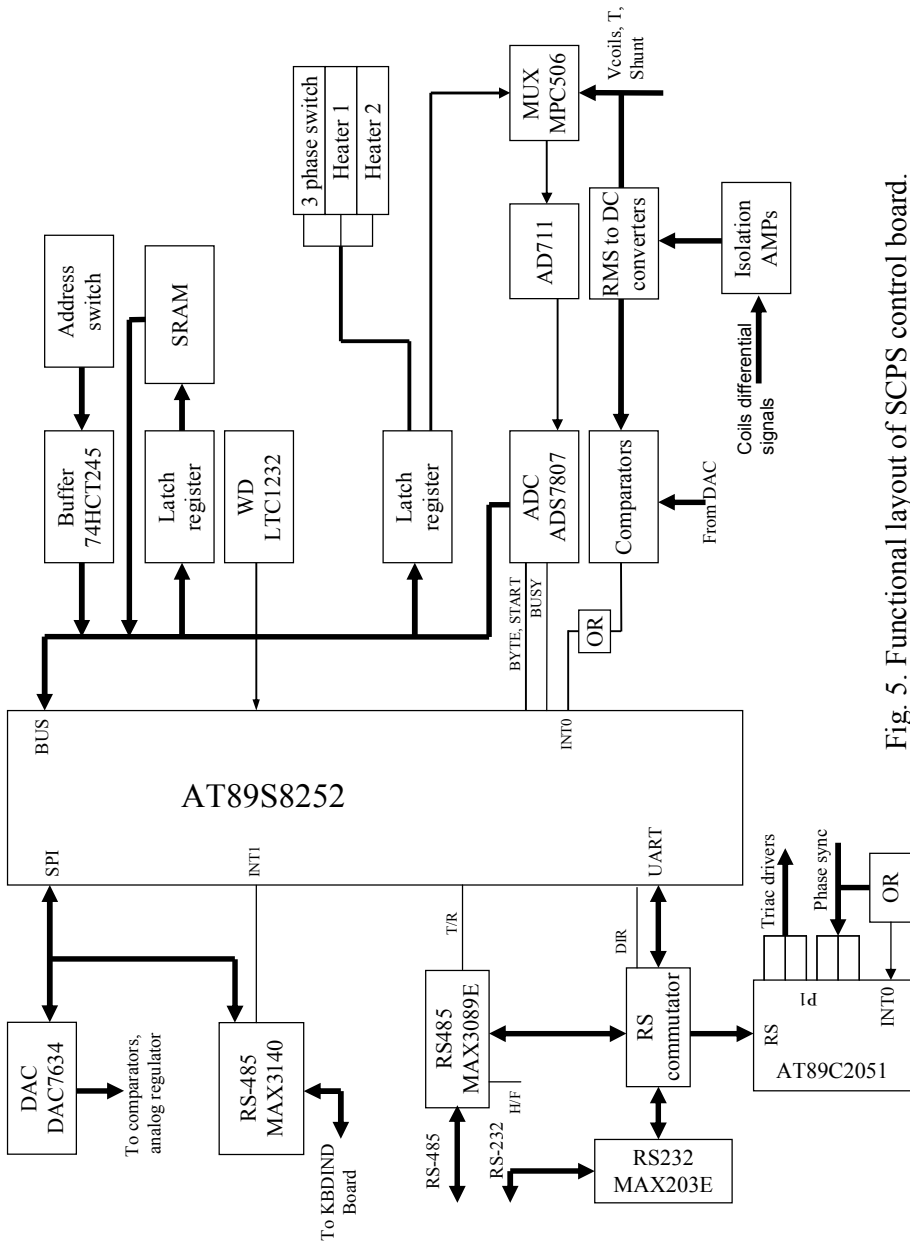 DAC
DAC7634
To comparators,
analog regulator
RS-485
MAX3140
To KBDIND
Board
RS-485
RS-232
RS485
MAX3089E
H/F
RS232
MAX203E
RS
commutator
SPI
INT1
T/R
DIR
UART
AT89S8252
BUS
INT0
RS
P1
INT0
AT89C2051
Triac drivers
Phase sync
OR
Buffer
74HCT245
Address
switch
Latch
register
SRAM
WD
LTC1232
Latch
register
3 phase switch
Heater 1
Heater 2
BYTE, START
BUSY
ADC
ADS7807
AD711
MUX
MPC506
OR
Comparators
From DAC
RMS to DC
converters
Vcoils, T,
Shunt
Coils differential
signals
Isolation
AMPs
Fig. 5. Functional layout of SCPS control board.